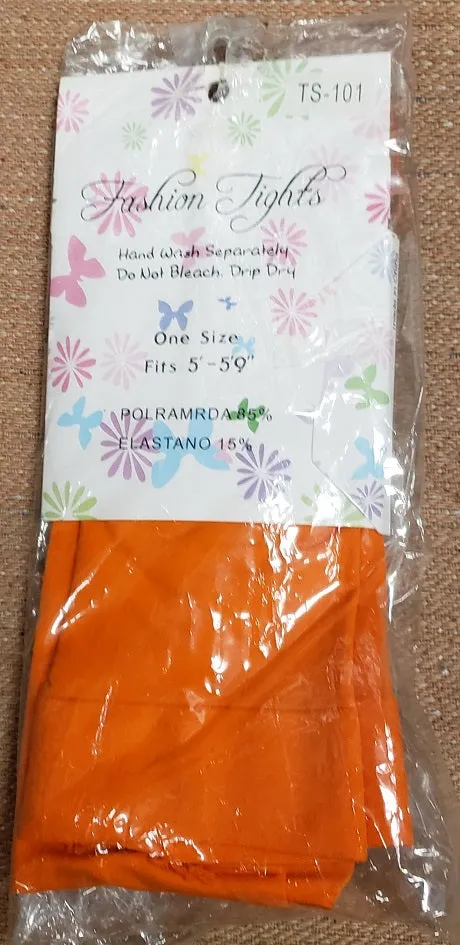 TS-101
Fashion Tights
Hand Wash Separately
Do Not Bleach. Drip Dry
One Size
Fits 5'-5'9"
POLRAMRDA 85%
ELASTANO 15%